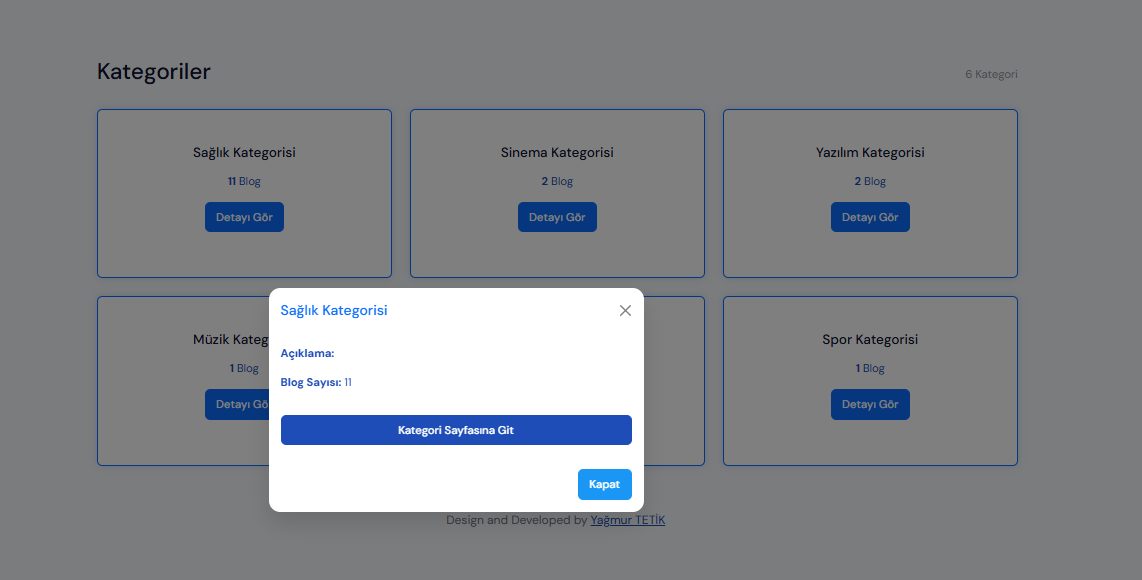 Kategoriler
6 Kategori
Sağlık Kategorisi
11 Blog
Detayı Gör
Sinema Kategorisi
2 Blog
Detayı Gör
Yazılım Kategorisi
2 Blog
Detayı Gör
Müzik
1 Blog
Detayı
Spor Kategorisi
1 Blog
Detayı Gör
Sağlık Kategorisi
Açıklama:
Blog Sayısı: 11
Kategori Sayfasına Git
Kapat
Design and Developed by Yağmur TETİK